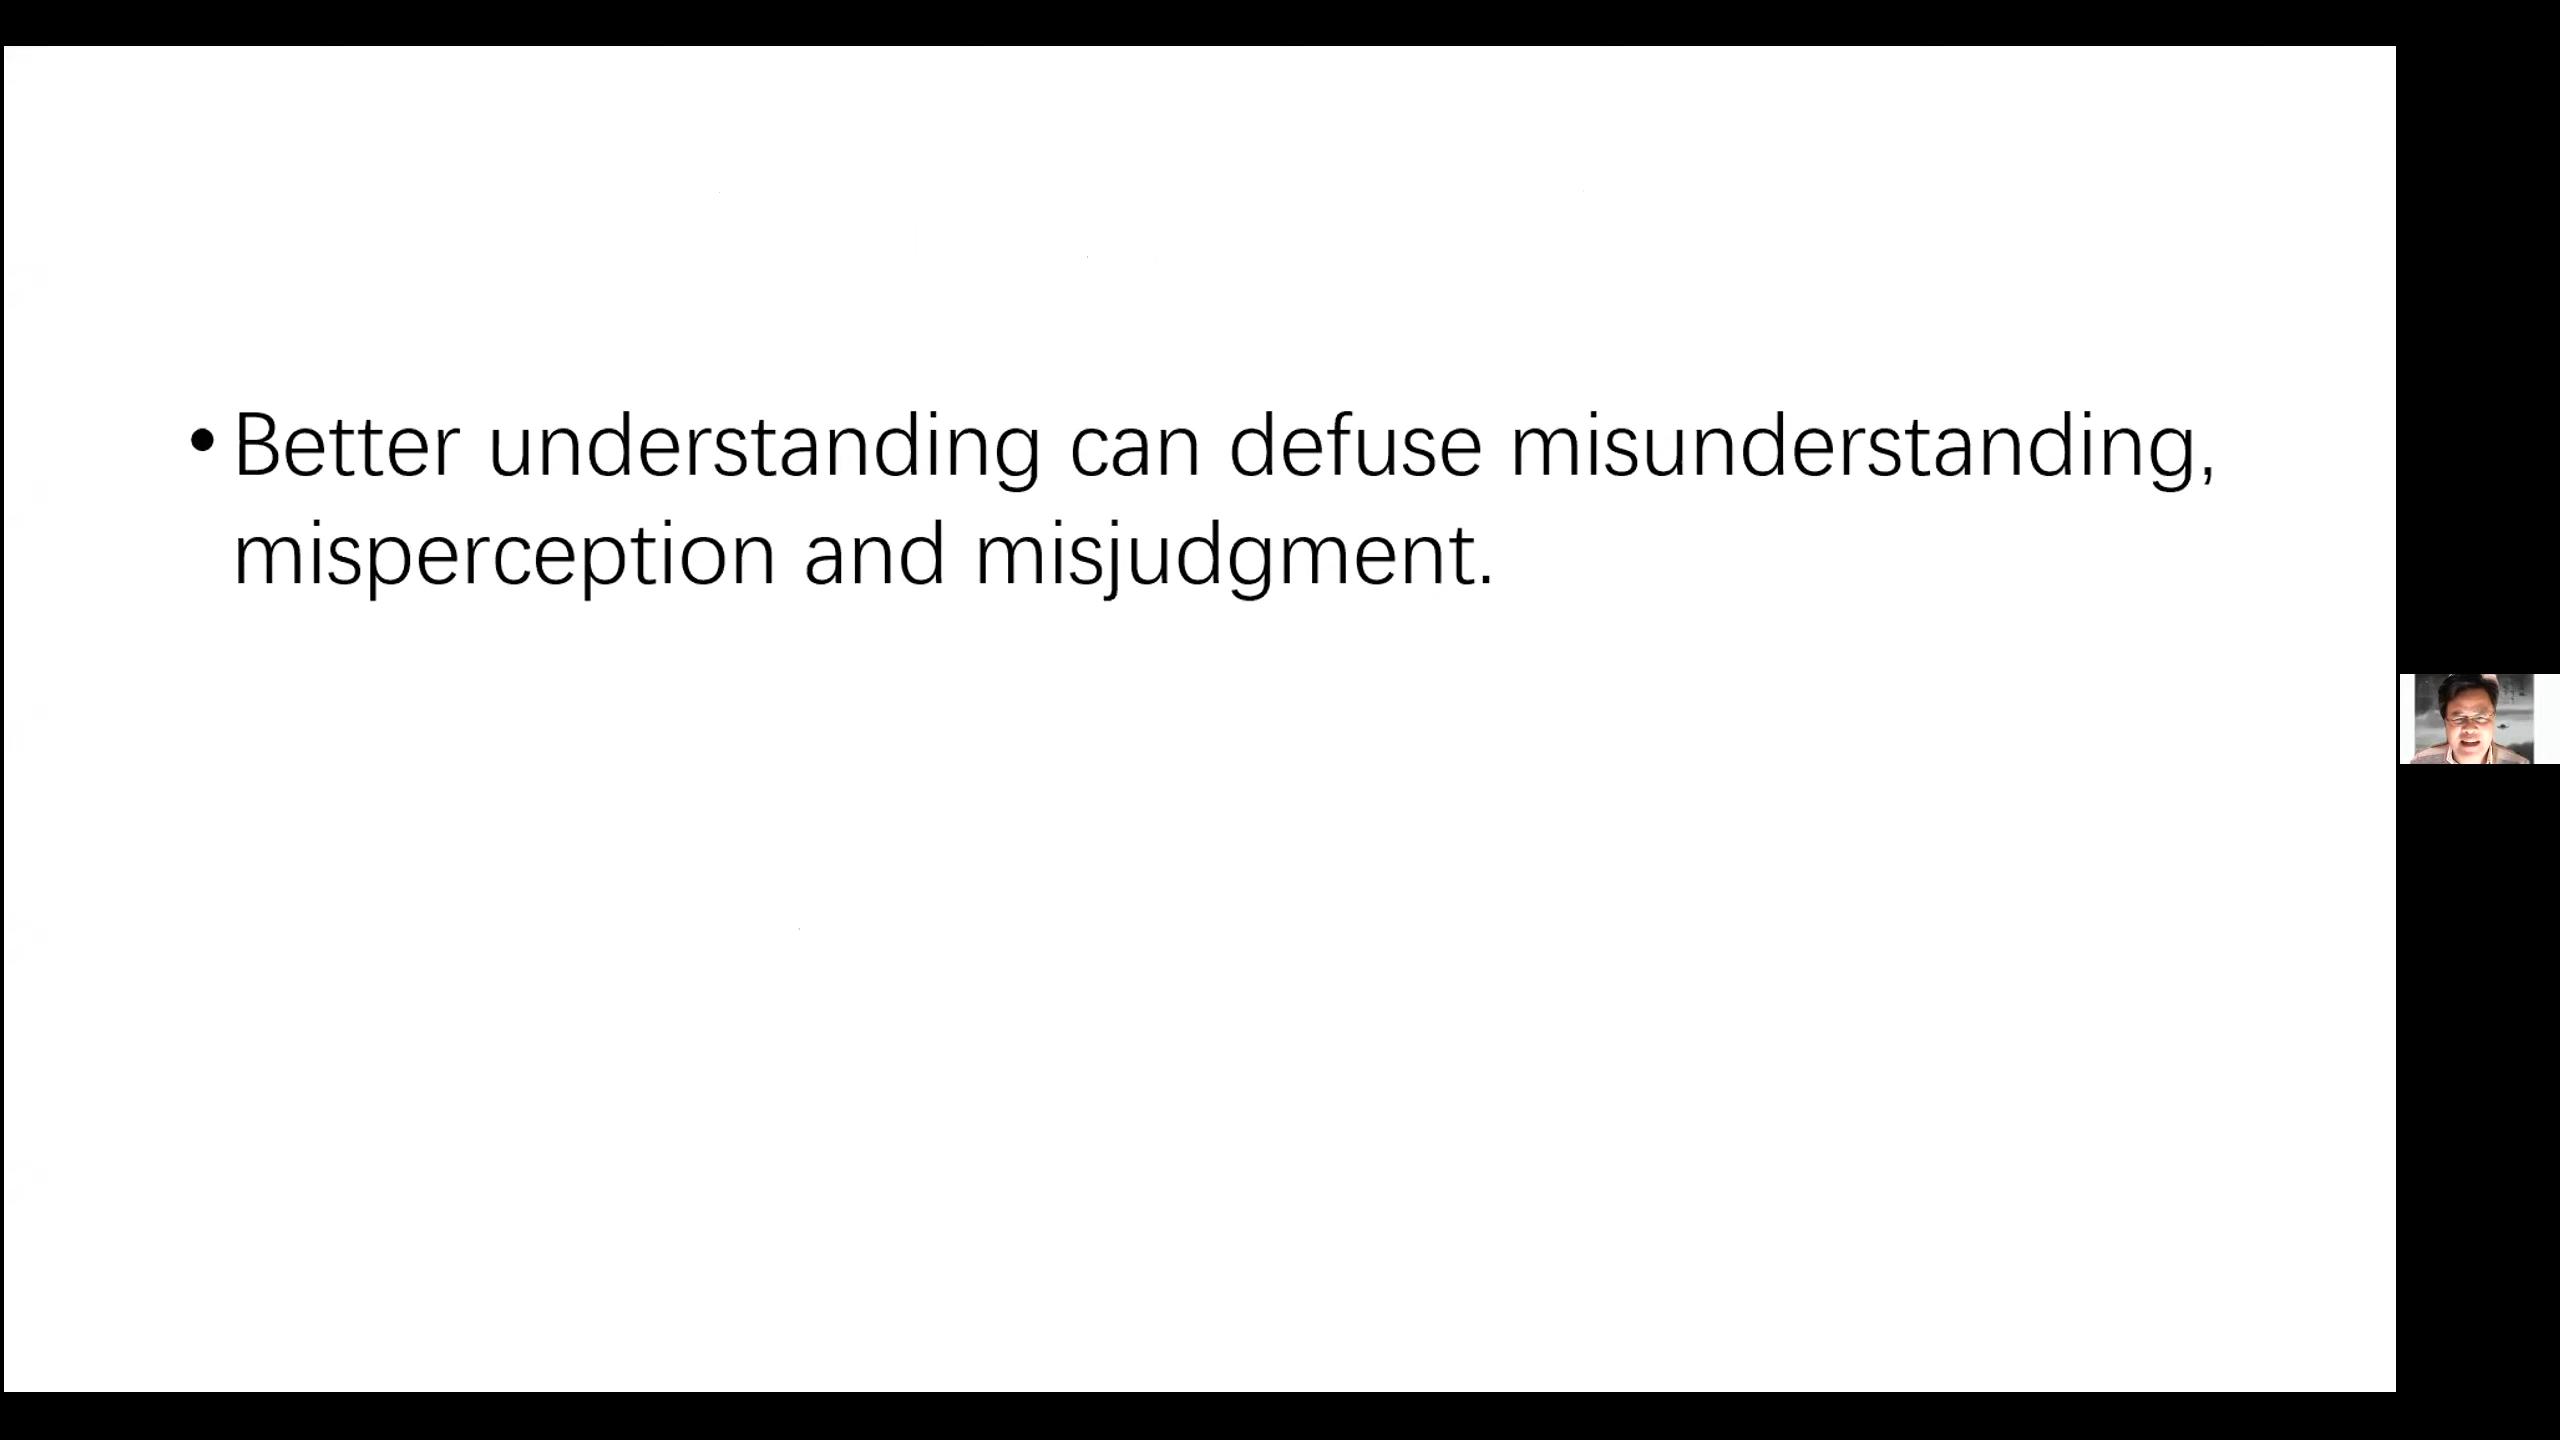 • Better understanding can defuse misunderstanding,
misperception and misjudgment.